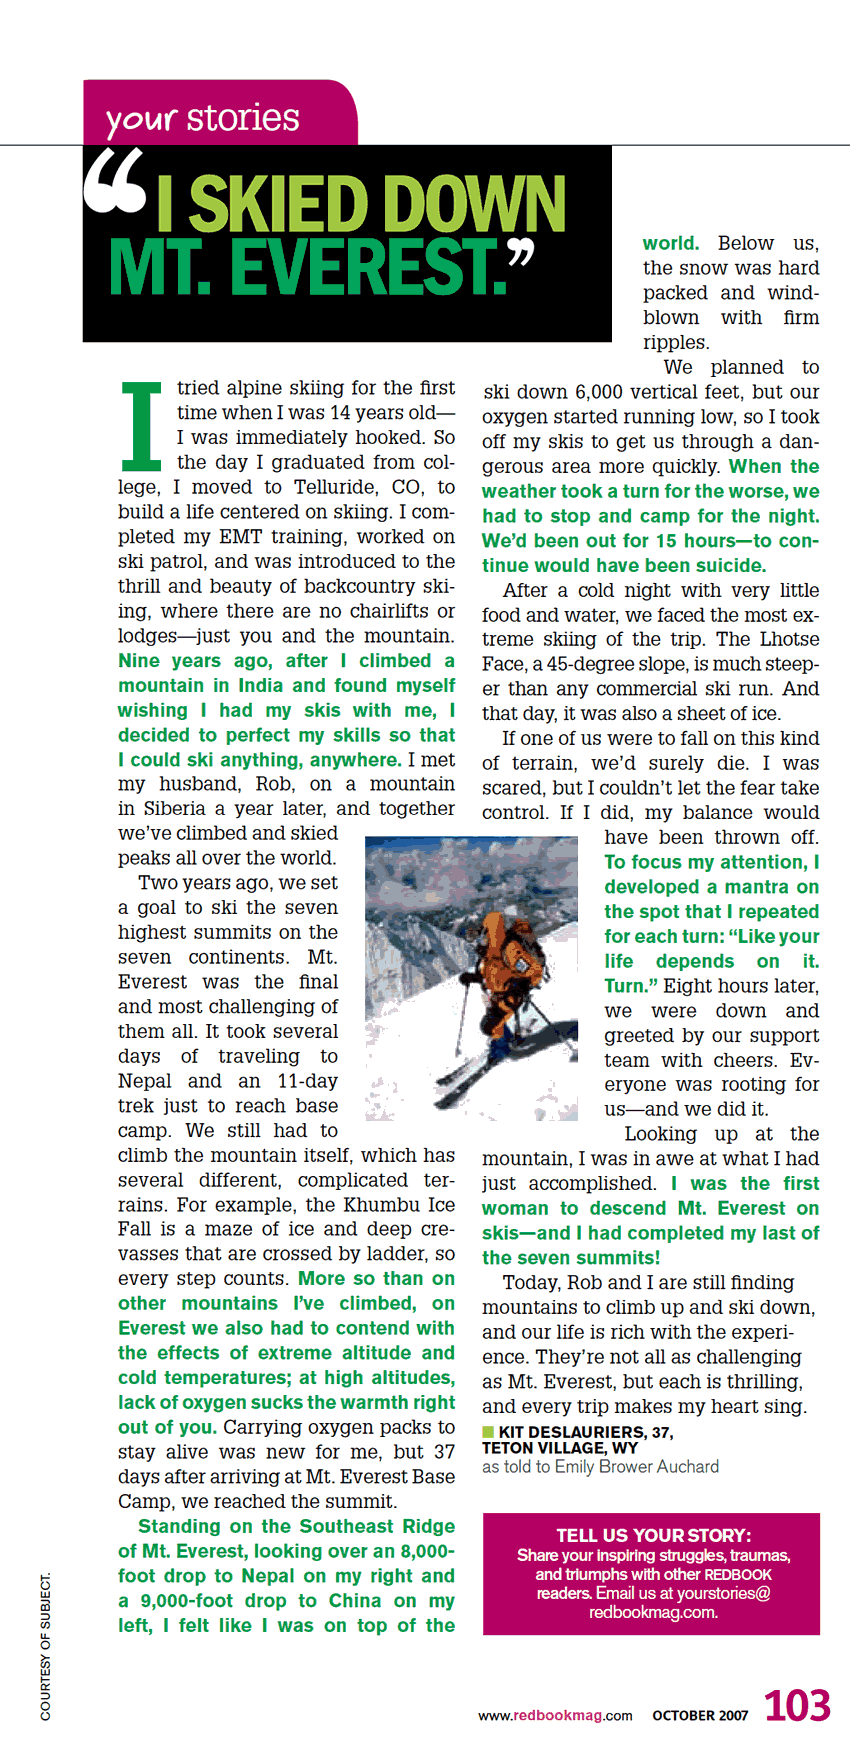 your stories
“I SKIED DOWN
MT. EVEREST.”
I tried alpine skiing for the first
time when I was 14 years old—
I was immediately hooked. So
the day I graduated from col-
lege, I moved to Telluride, CO, to
build a life centered on skiing. I com-
pleted my EMT training, worked on
ski patrol, and was introduced to the
thrill and beauty of backcountry ski-
ing, where there are no chairlifts or
lodges—just you and the mountain.
Nine years ago, after I climbed a
mountain in India and found myself
wishing I had my skis with me, I
decided to perfect my skills so that
I could ski anything, anywhere. I met
my husband, Rob, on a mountain
in Siberia a year later, and together
we’ve climbed and skied
peaks all over the world.
Two years ago, we set
a goal to ski the seven
highest summits on the
seven continents. Mt.
Everest was the final
and most challenging of
them all. It took several
days of traveling to
Nepal and an 11-day
trek just to reach base
camp. We still had to
climb the mountain itself, which has
several different, complicated ter-
rains. For example, the Khumbu Ice
Fall is a maze of ice and deep cre-
vasses that are crossed by ladder, so
every step counts. More so than on
other mountains I’ve climbed, on
Everest we also had to contend with
the effects of extreme altitude and
cold temperatures; at high altitudes,
lack of oxygen sucks the warmth right
out of you. Carrying oxygen packs to
stay alive was new for me, but 37
days after arriving at Mt. Everest Base
Camp, we reached the summit.
Standing on the Southeast Ridge
of Mt. Everest, looking over an 8,000-
foot drop to Nepal on my right and
a 9,000-foot drop to China on my
left, I felt like I was on top of the
world. Below us,
the snow was hard
packed and wind-
blown with firm
ripples.
We planned to
ski down 6,000 vertical feet, but our
oxygen started running low, so I took
off my skis to get us through a dan-
gerous area more quickly. When the
weather took a turn for the worse, we
had to stop and camp for the night.
We’d been out for 15 hours—to con-
tinue would have been suicide.
After a cold night with very little
food and water, we faced the most ex-
treme skiing of the trip. The Lhotse
Face, a 45-degree slope, is much steep-
er than any commercial ski run. And
that day, it was also a sheet of ice.
If one of us were to fall on this kind
of terrain, we’d surely die. I was
scared, but I couldn’t let the fear take
control. If I did, my balance would
have been thrown off.
To focus my attention, I
developed a mantra on
the spot that I repeated
for each turn: “Like your
life depends on it.
Turn.” Eight hours later,
we were down and
greeted by our support
team with cheers. Ev-
eryone was rooting for
us—and we did it.
Looking up at the
mountain, I was in awe at what I had
just accomplished. I was the first
woman to descend Mt. Everest on
skis—and I had completed my last of
the seven summits!
Today, Rob and I are still finding
mountains to climb up and ski down,
and our life is rich with the experi-
ence. They’re not all as challenging
as Mt. Everest, but each is thrilling,
and every trip makes my heart sing.
KIT DESLAURIERS, 37,
TETON VILLAGE, WY
as told to Emily Brower Auchard
TELL US YOUR STORY:
Share your inspiring struggles, traumas,
and triumphs with other REDBOOK
readers. Email us at yourstories@
redbookmag.com.
COURTESY OF SUBJECT.
www.redbookmag.com OCTOBER 2007 103